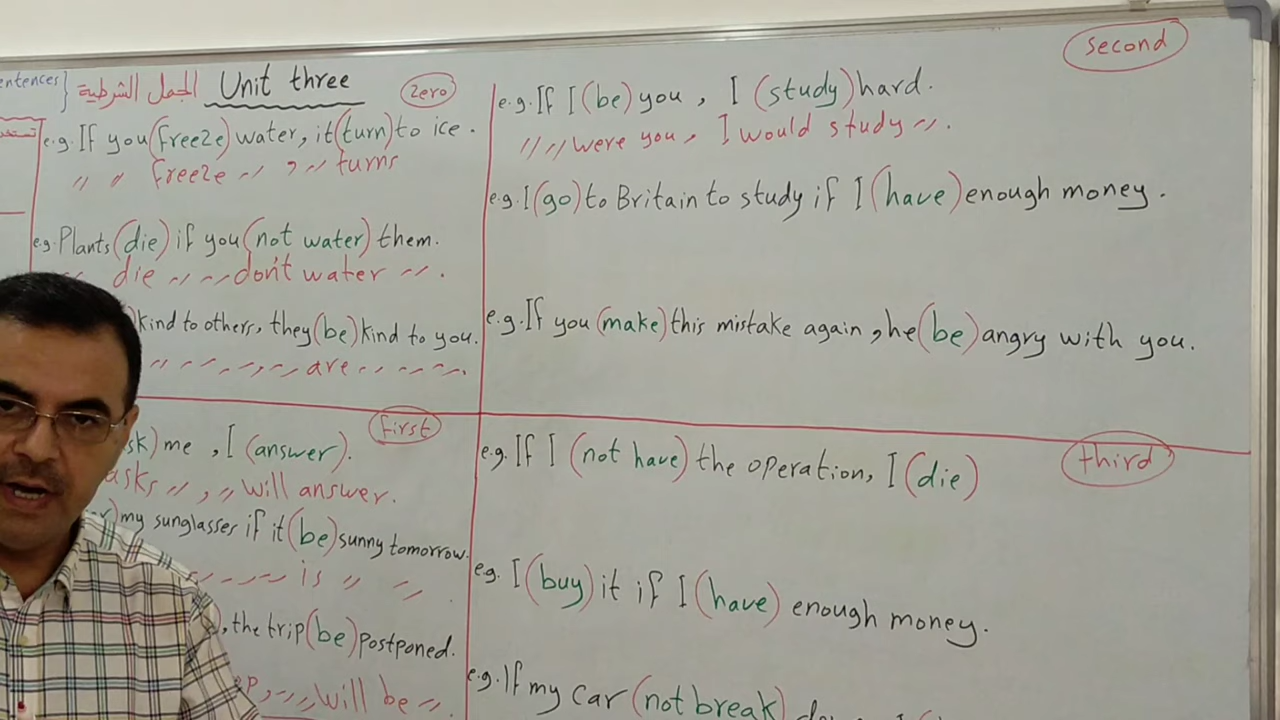 entences} الجمل الشرطية Unit three
zero
e.g. If you (freeze) water, it (turn) to ice.
〃 〃 freeze 〃 , 〃 turns
e.g. Plants (die) if you (not water) them.
〃 die 〃 〃 don't water 〃.
kind to others, they (be) kind to you.
〃 〃 〃 , 〃 are 〃 〃 〃.
first
sk) me , I (answer).
asks 〃 , 〃 will answer.
) my sunglasses if it (be) sunny tomorrow.
〃 〃 〃 〃 is 〃 〃 .
, the trip (be) postponed.
, 〃 〃 will be 〃.
second
e.g. If I (be) you , I (study) hard.
〃 〃 were you , I would study 〃.
e.g. I (go) to Britain to study if I (have) enough money.
e.g. If you (make) this mistake again, he (be) angry with you.
third
e.g. If I (not have) the operation, I (die)
e.g. I (buy) it if I (have) enough money.
e.g. If my car (not break)